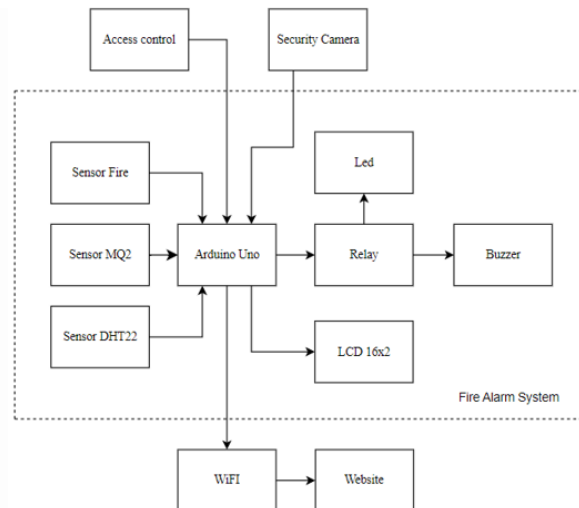 Access control
Security Camera
Led
Sensor Fire
Sensor MQ2
Arduino Uno
Relay
Buzzer
Sensor DHT22
LCD 16x2
Fire Alarm System
WiFI
Website